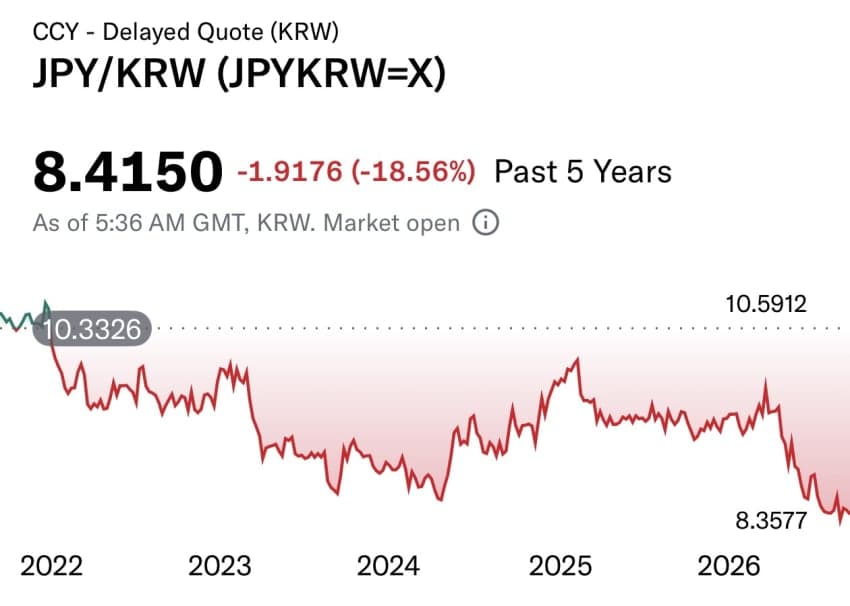 CCY - Delayed Quote (KRW)
JPY/KRW (JPYKRW=X)
8.4150 -1.9176 (-18.56%) Past 5 Years
As of 5:36 AM GMT, KRW. Market open
10.5912
10.3326
8.3577
2022 2023 2024 2025 2026